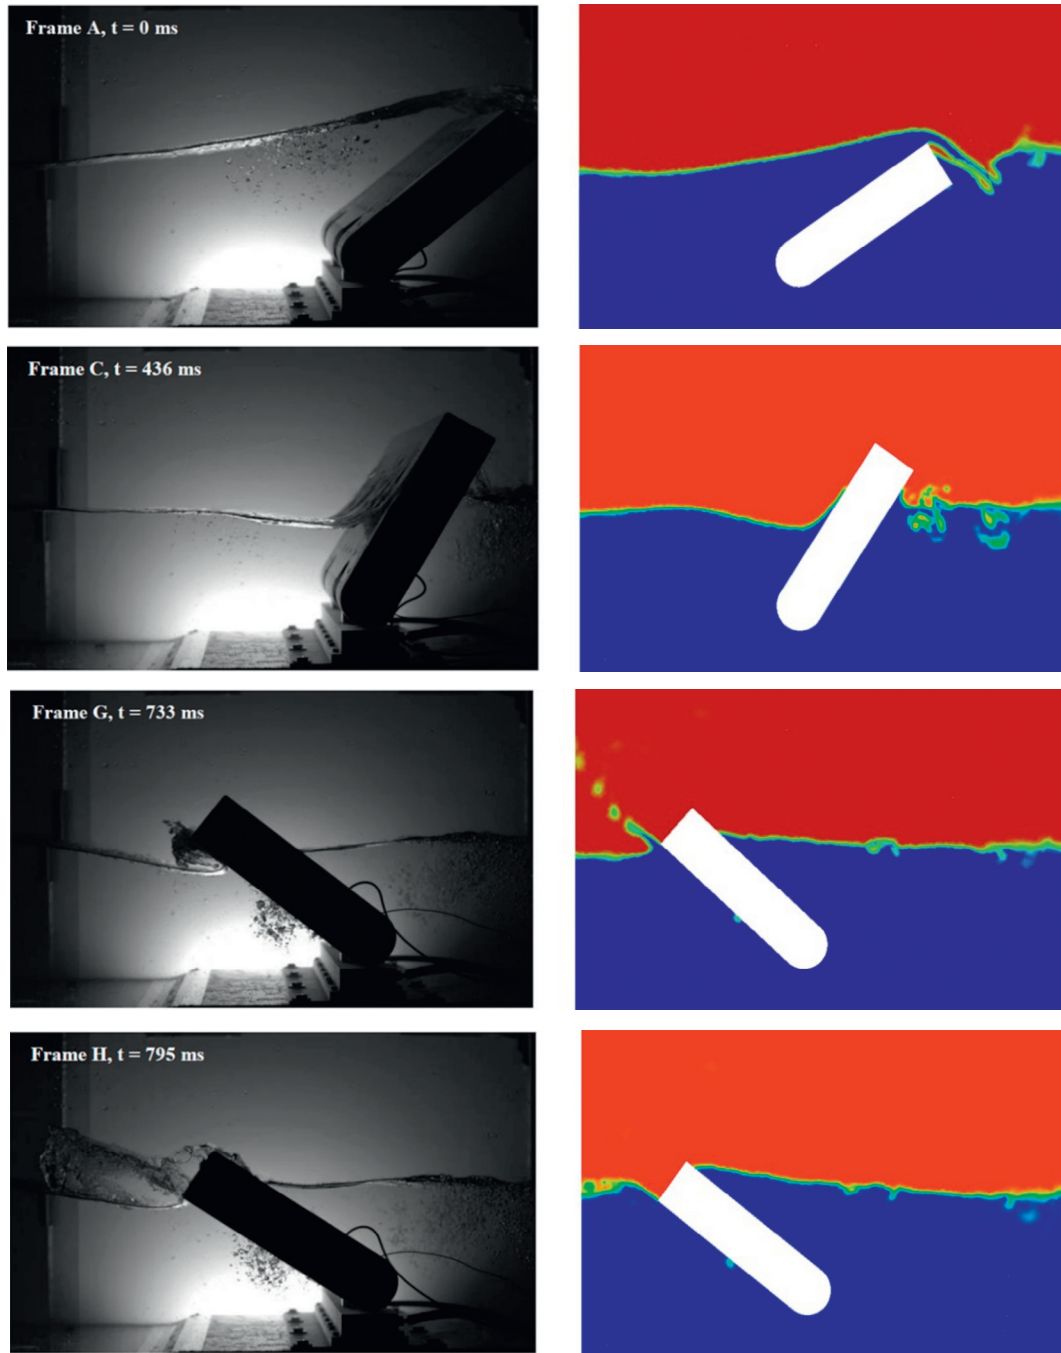 Frame A, t = 0 ms
Frame C, t = 436 ms
Frame G, t = 733 ms
Frame H, t = 795 ms